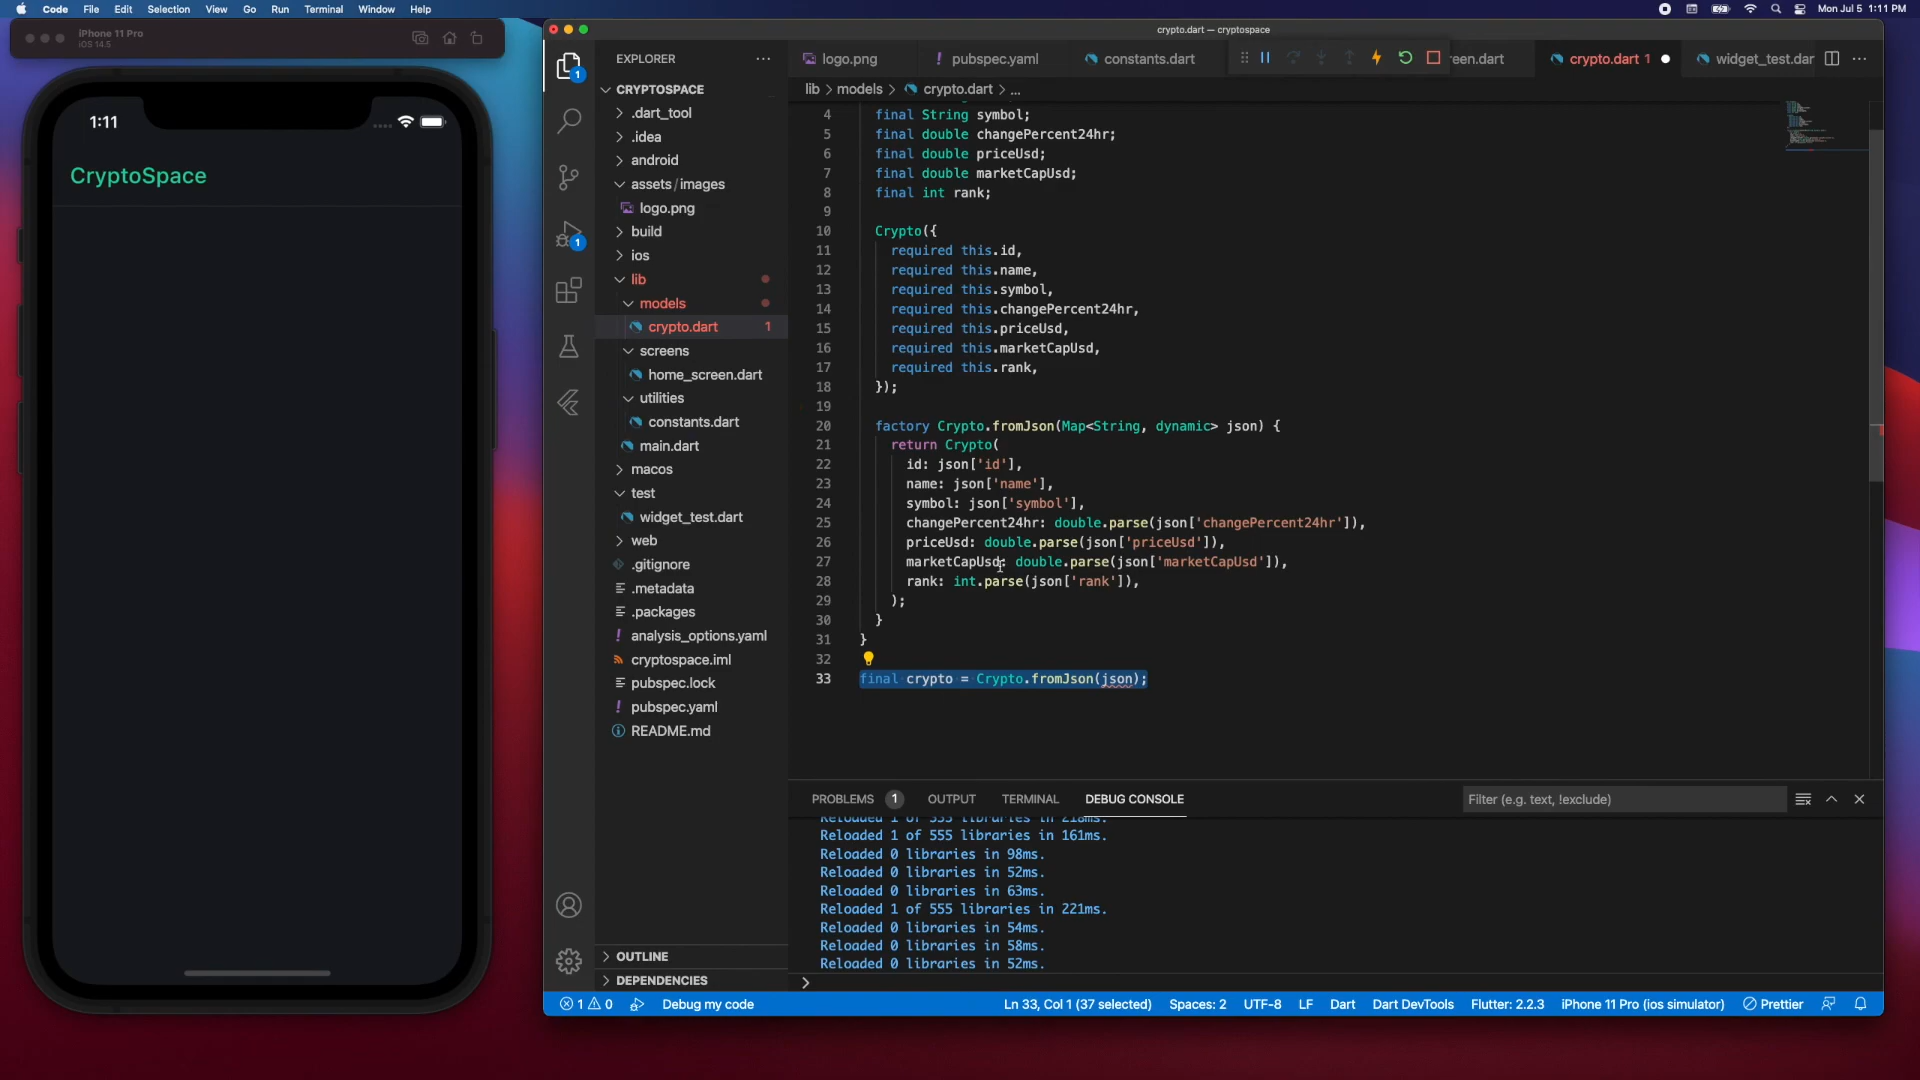 Code File Edit Selection View Go Run Terminal Window Help
Mon Jul 5 1:11 PM
iPhone 11 Pro
iOS 14.5
1:11
CryptoSpace
crypto.dart — cryptospace
EXPLORER
CRYPTOSPACE
.dart_tool
.idea
android
assets/images
logo.png
build
ios
lib
models
crypto.dart 1
screens
home_screen.dart
utilities
constants.dart
main.dart
macos
test
widget_test.dart
web
.gitignore
.metadata
.packages
analysis_options.yaml
cryptospace.iml
pubspec.lock
pubspec.yaml
README.md
OUTLINE
DEPENDENCIES
logo.png pubspec.yaml constants.dart reen.dart crypto.dart 1 widget_test.dar
lib > models > crypto.dart > ...
4 final String symbol;
5 final double changePercent24hr;
6 final double priceUsd;
7 final double marketCapUsd;
8 final int rank;
9
10 Crypto({
11 required this.id,
12 required this.name,
13 required this.symbol,
14 required this.changePercent24hr,
15 required this.priceUsd,
16 required this.marketCapUsd,
17 required this.rank,
18 });
19
20 factory Crypto.fromJson(Map<String, dynamic> json) {
21 return Crypto(
22 id: json['id'],
23 name: json['name'],
24 symbol: json['symbol'],
25 changePercent24hr: double.parse(json['changePercent24hr']),
26 priceUsd: double.parse(json['priceUsd']),
27 marketCapUsd: double.parse(json['marketCapUsd']),
28 rank: int.parse(json['rank']),
29 );
30 }
31 }
32
33 final crypto = Crypto.fromJson(json);
PROBLEMS 1 OUTPUT TERMINAL DEBUG CONSOLE
Filter (e.g. text, !exclude)
Reloaded 1 of 555 libraries in 161ms.
Reloaded 0 libraries in 98ms.
Reloaded 0 libraries in 52ms.
Reloaded 0 libraries in 63ms.
Reloaded 1 of 555 libraries in 221ms.
Reloaded 0 libraries in 54ms.
Reloaded 0 libraries in 58ms.
Reloaded 0 libraries in 52ms.
1 0 Debug my code Ln 33, Col 1 (37 selected) Spaces: 2 UTF-8 LF Dart Dart DevTools Flutter: 2.2.3 iPhone 11 Pro (ios simulator) Prettier